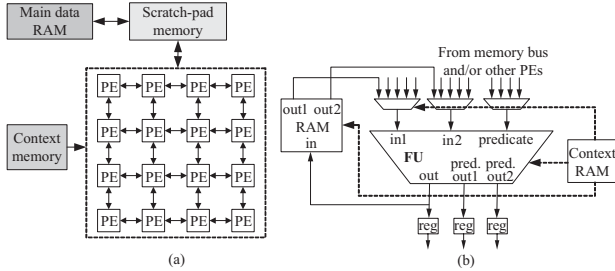 Main data
RAM
Scratch-pad
memory
PE PE PE PE
PE PE PE PE
PE PE PE PE
PE PE PE PE
Context
memory
(a)
From memory bus
and/or other PEs
out1 out2
RAM
in
in1 in2 predicate
FU
pred. pred.
out out1 out2
Context
RAM
reg reg reg
(b)